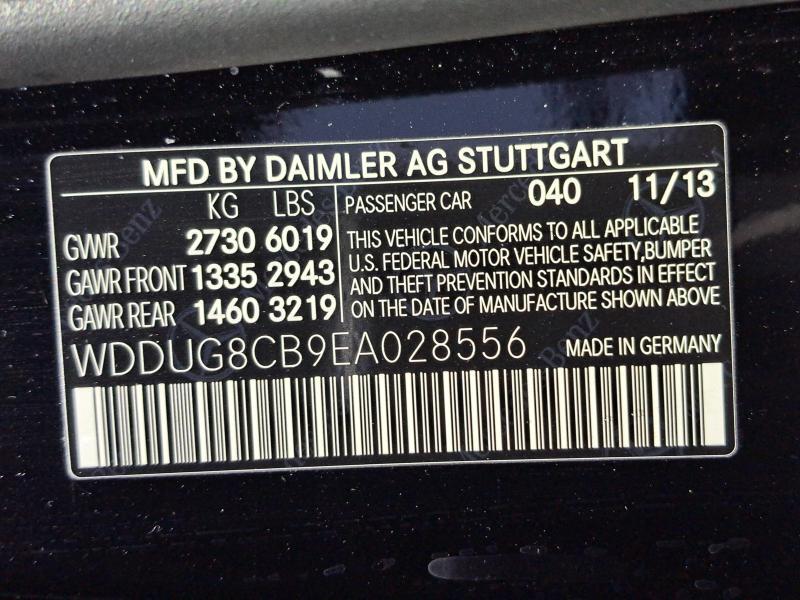 MFD BY DAIMLER AG STUTTGART
KG LBS
GVWR 2730 6019
GAWR FRONT 1335 2943
GAWR REAR 1460 3219
PASSENGER CAR 040 11/13
THIS VEHICLE CONFORMS TO ALL APPLICABLE
U.S. FEDERAL MOTOR VEHICLE SAFETY,BUMPER
AND THEFT PREVENTION STANDARDS IN EFFECT
ON THE DATE OF MANUFACTURE SHOWN ABOVE
WDDUG8CB9EA028556 MADE IN GERMANY